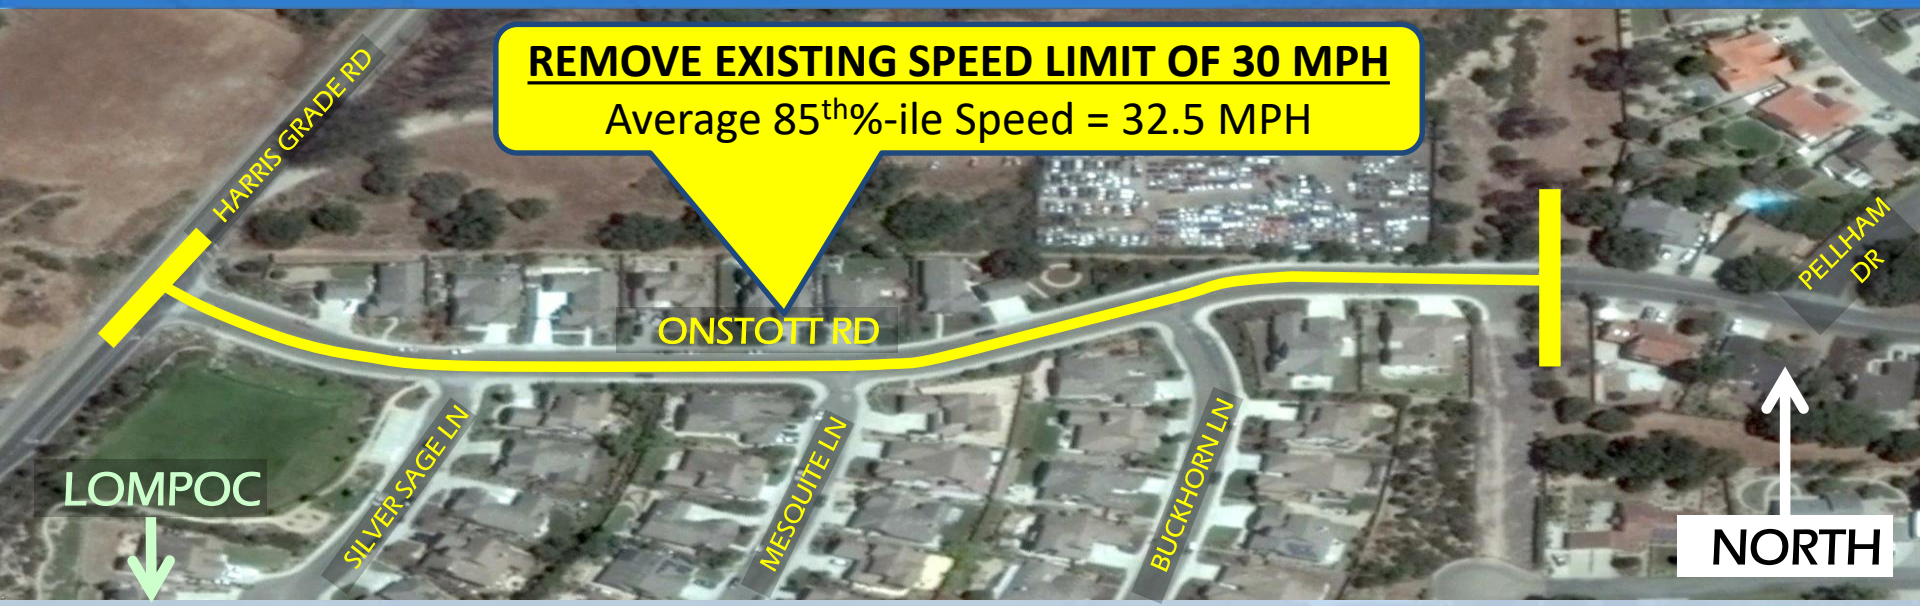 REMOVE EXISTING SPEED LIMIT OF 30 MPH
Average 85th%-ile Speed = 32.5 MPH
HARRIS GRADE RD
PELLHAM
DR
ONSTOTT RD
LOMPOC
SILVER SAGE LN
MESQUITE LN
BUCKHORN LN
NORTH